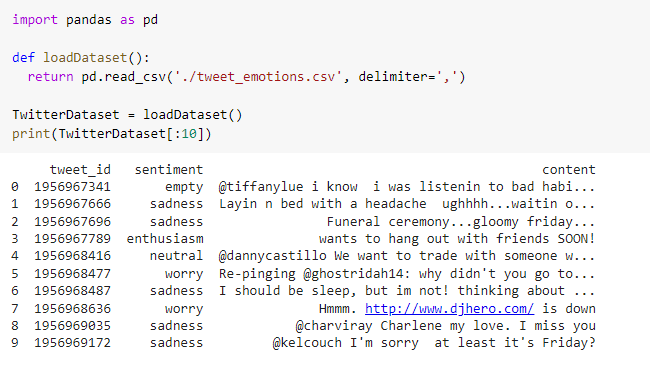 import pandas as pd
def loadDataset():
  return pd.read_csv('./tweet_emotions.csv', delimiter=',')
TwitterDataset = loadDataset()
print(TwitterDataset[:10])
tweet_id sentiment content
0 1956967341 empty @tiffanylue i know  i was listenin to bad habi...
1 1956967666 sadness Layin n bed with a headache  ughhhh...waitin o...
2 1956967696 sadness Funeral ceremony...gloomy friday...
3 1956967789 enthusiasm wants to hang out with friends SOON!
4 1956968416 neutral @dannycastillo We want to trade with someone w...
5 1956968477 worry Re-pinging @ghostridah14: why didn't you go to...
6 1956968487 sadness I should be sleep, but im not! thinking about ...
7 1956968636 worry Hmmm. http://www.djhero.com/ is down
8 1956969035 sadness @charviray Charlene my love. I miss you
9 1956969172 sadness @kelcouch I'm sorry  at least it's Friday?